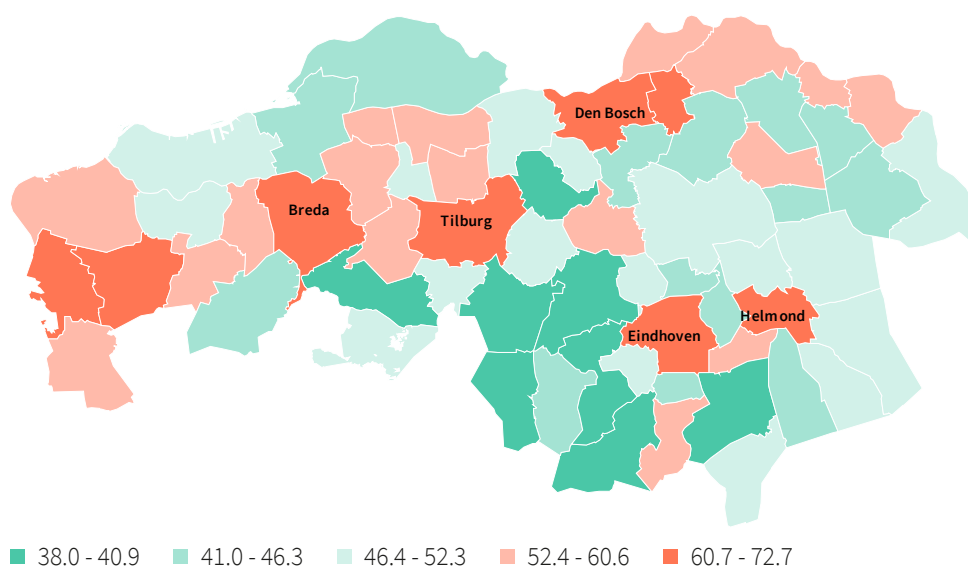 Den Bosch
Breda
Tilburg
Helmond
Eindhoven
38.0 - 40.9 41.0 - 46.3 46.4 - 52.3 52.4 - 60.6 60.7 - 72.7